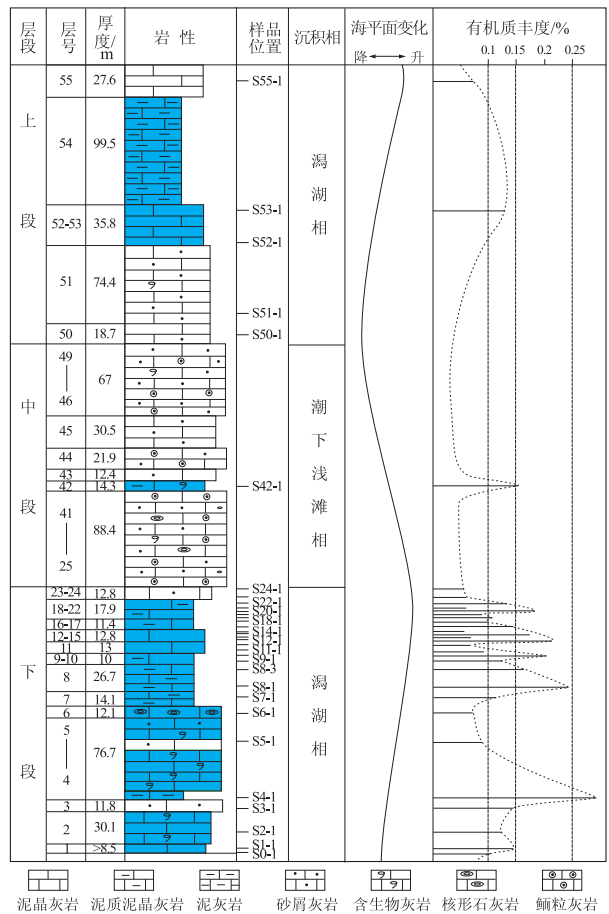 层段 层号 厚度/m 岩性 样品位置 沉积相 海平面变化 有机质丰度/%
降 升 0.1 0.15 0.25
上段
中段
下段
55 27.6 S55-1
54 99.5
S53-1
52-53 35.8
S52-1
51 74.4
S51-1
50 18.7 S50-1
潟湖相
49
67
46
45 30.5
44 21.9
43 12.4
42 14.3 S42-1
41
88.4
25
潮下浅滩相
S24-1
23-24 12.8
S22-1
18-22 17.9 S20-1
S18-1
16-17 11.4
S14-1
12-15 12.8 S12-1
11 13 S11-1
9-10 10 S9-1
S8-3
8 26.7
S8-1
7 14.1 S7-1
6 12.1 S6-1
5
S5-1
76.7
4
S4-1
3 11.8 S3-1
2 30.1 S2-1
S1-1
1 >8.5 S0-1
潟湖相
泥晶灰岩 泥质泥晶灰岩 泥灰岩 砂屑灰岩 含生物灰岩 核形石灰岩 鲕粒灰岩